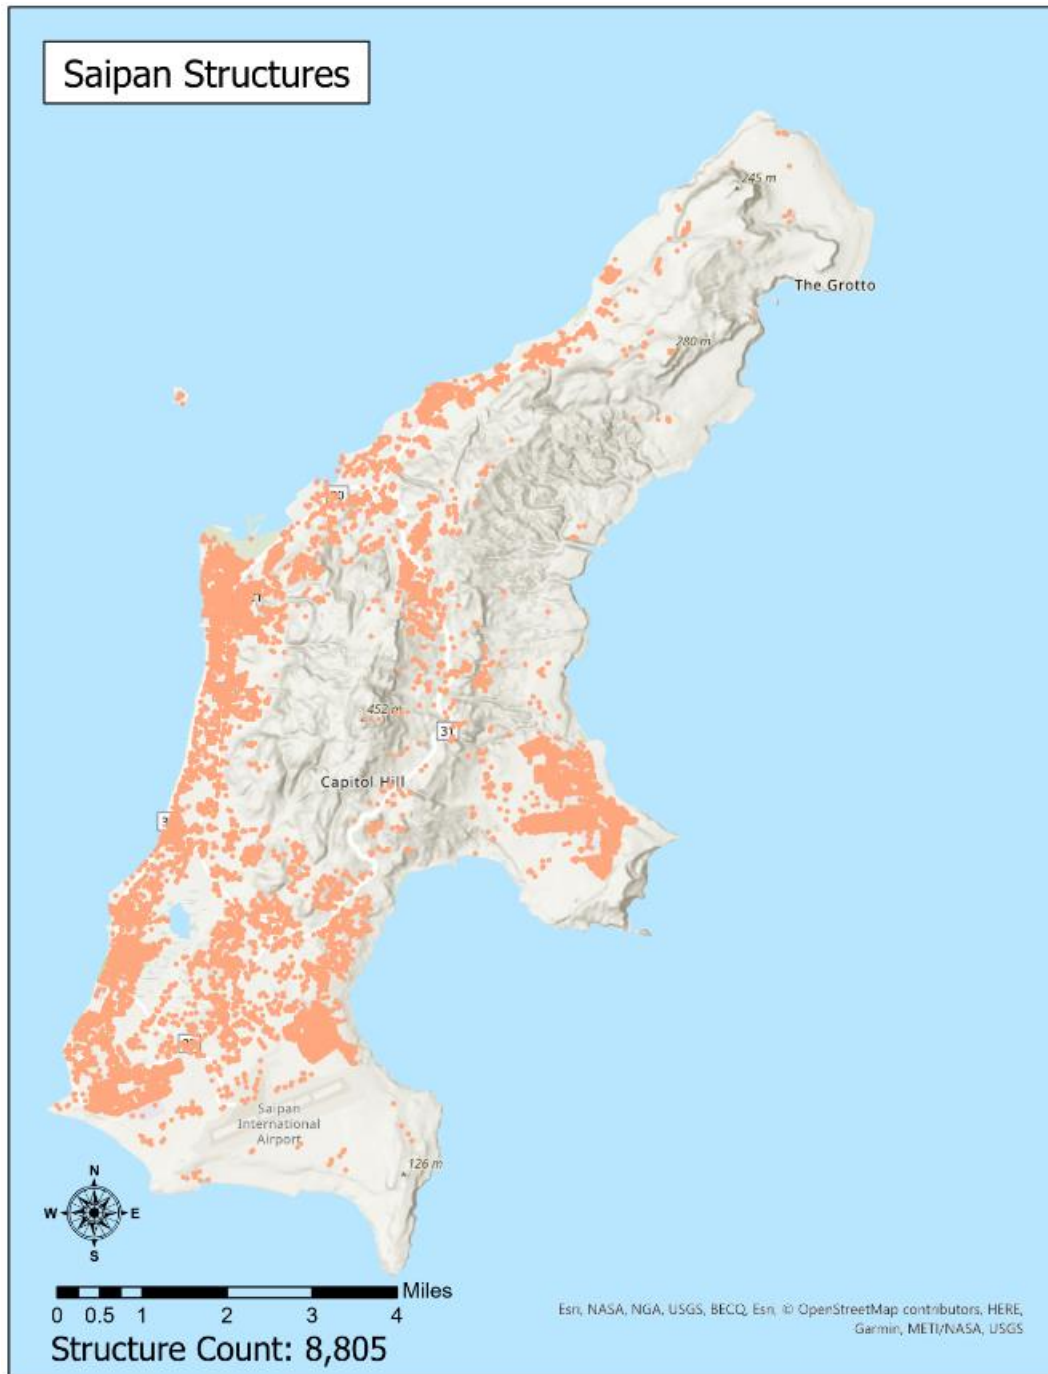 Saipan Structures
245 m
The Grotto
280 m
452 m
31
Capitol Hill
Saipan
International
Airport
126 m
N
W E
S
Miles
0 0.5 1 2 3 4
Esri, NASA, NGA, USGS, BECQ, Esri, © OpenStreetMap contributors, HERE,
Garmin, METI/NASA, USGS
Structure Count: 8,805